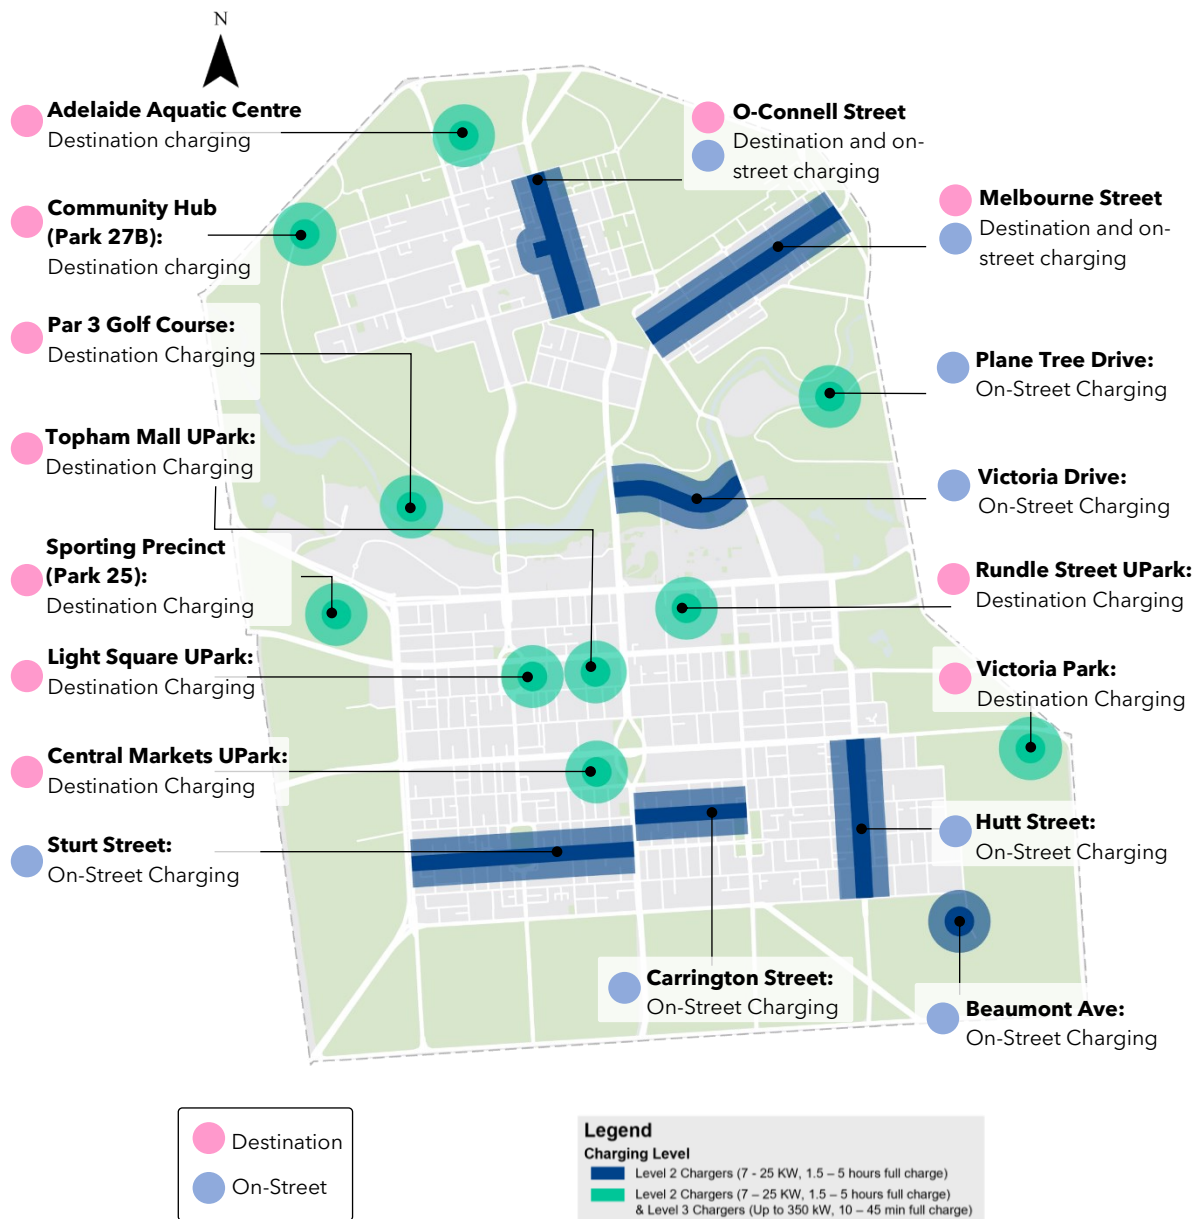 N
Adelaide Aquatic Centre
Destination charging
Community Hub
(Park 27B):
Destination charging
Par 3 Golf Course:
Destination Charging
Topham Mall UPark:
Destination Charging
Sporting Precinct
(Park 25):
Destination Charging
Light Square UPark:
Destination Charging
Central Markets UPark:
Destination Charging
Sturt Street:
On-Street Charging
O-Connell Street
Destination and on-
street charging
Melbourne Street
Destination and on-
street charging
Plane Tree Drive:
On-Street Charging
Victoria Drive:
On-Street Charging
Rundle Street UPark:
Destination Charging
Victoria Park:
Destination Charging
Hutt Street:
On-Street Charging
Carrington Street:
On-Street Charging
Beaumont Ave:
On-Street Charging
Destination
On-Street
Legend
Charging Level
Level 2 Chargers (7 - 25 KW, 1.5 – 5 hours full charge)
Level 2 Chargers (7 – 25 KW, 1.5 – 5 hours full charge)
& Level 3 Chargers (Up to 350 kW, 10 – 45 min full charge)